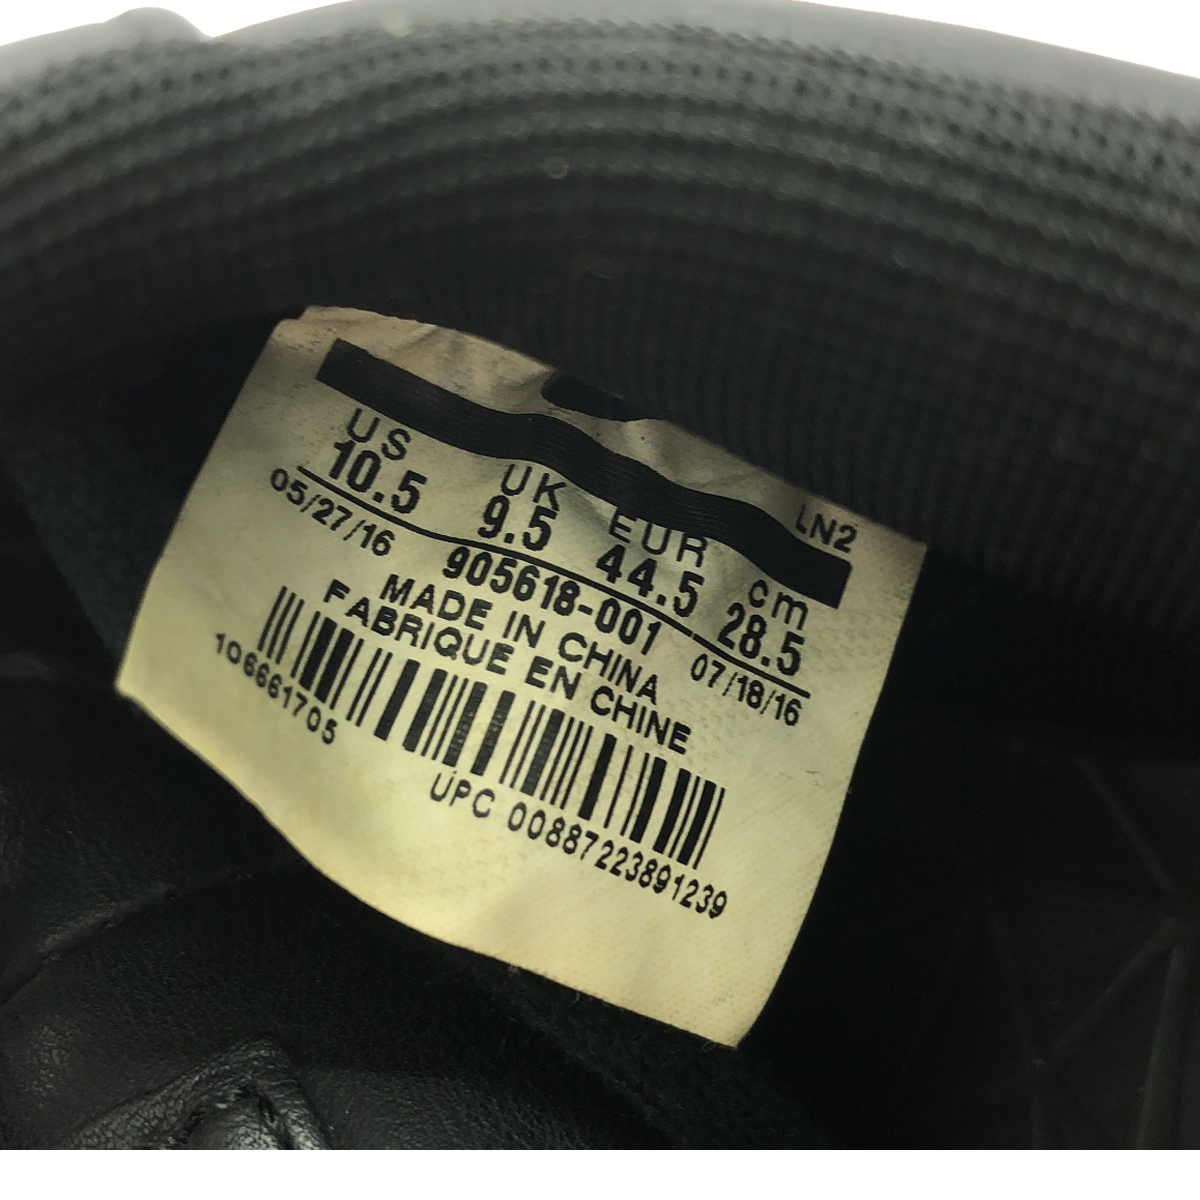 LN2
US UK EUR cm
10.5 9.5 44.5 28.5
05/27/16 905618-001 07/18/16
MADE IN CHINA
FABRIQUE EN CHINE
1066661705
UPC 00887223891239